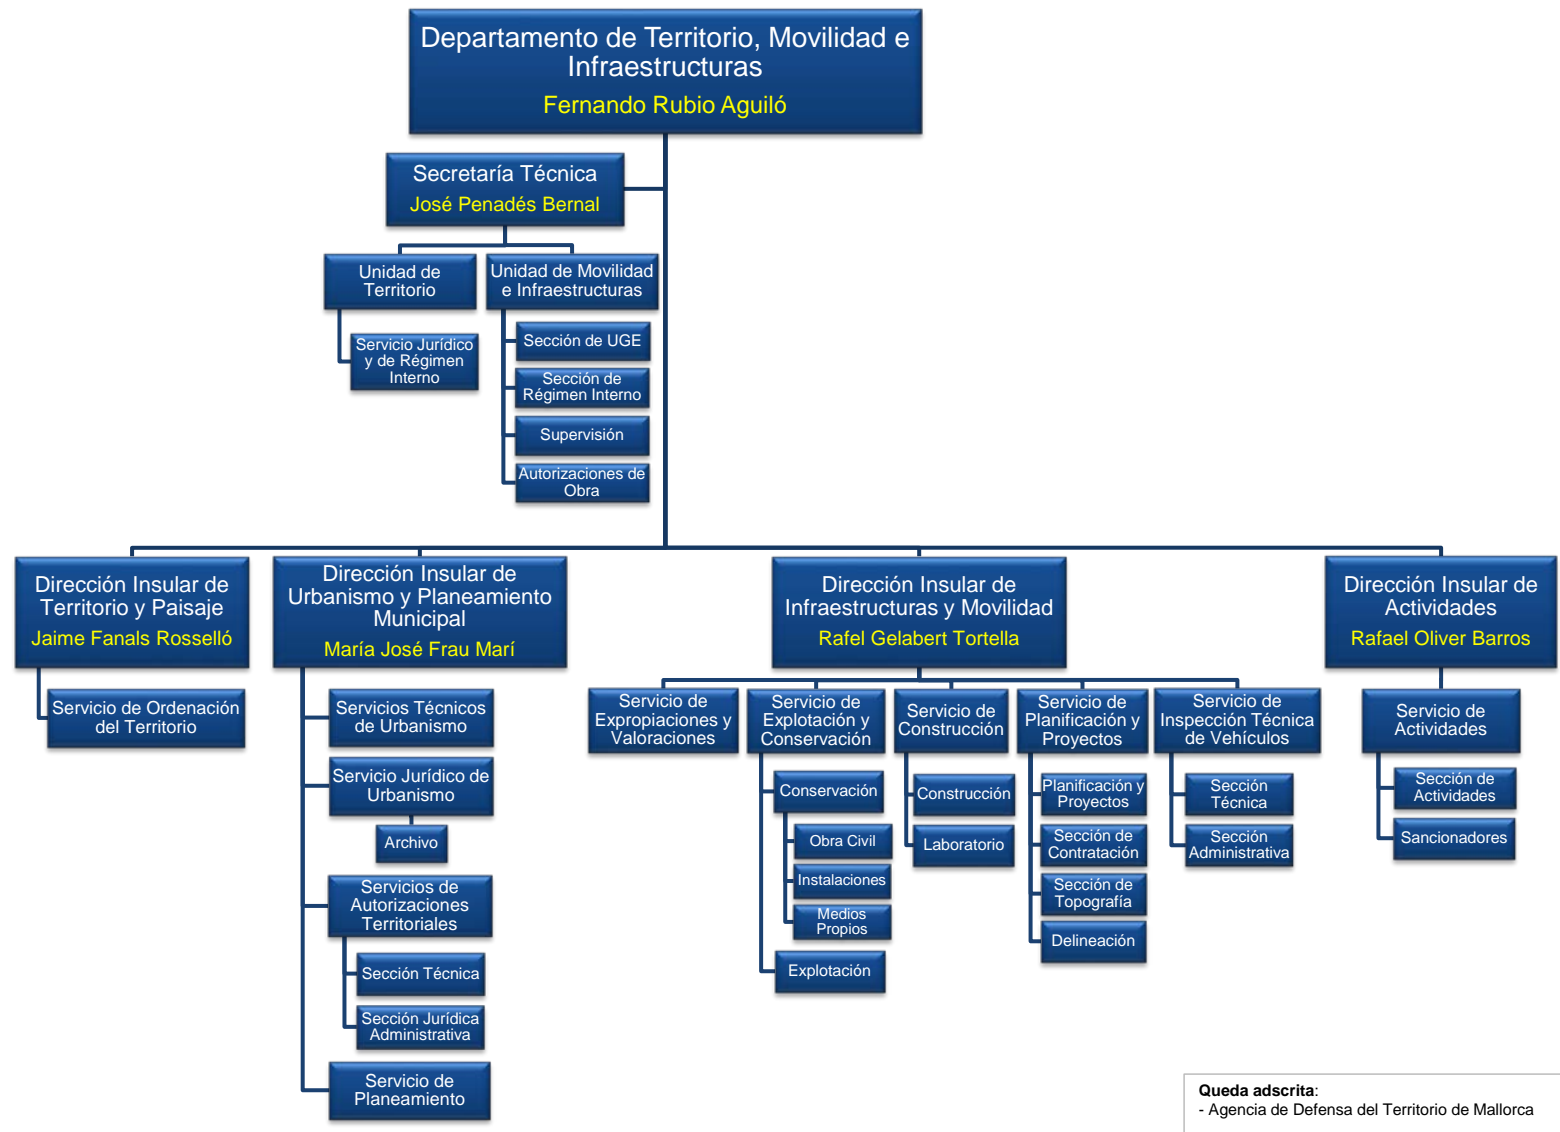 Departamento de Territorio, Movilidad e
Infraestructuras
Fernando Rubio Aguiló
Secretaría Técnica
José Penadés Bernal
Unidad de
Territorio
Servicio Jurídico
y de Régimen
Interno
Unidad de Movilidad
e Infraestructuras
Sección de UGE
Sección de
Régimen Interno
Supervisión
Autorizaciones de
Obra
Dirección Insular de
Territorio y Paisaje
Jaime Fanals Rosselló
Servicio de Ordenación
del Territorio
Dirección Insular de
Urbanismo y Planeamiento
Municipal
María José Frau Marí
Servicios Técnicos
de Urbanismo
Servicio Jurídico de
Urbanismo
Archivo
Servicios de
Autorizaciones
Territoriales
Sección Técnica
Sección Jurídica
Administrativa
Servicio de
Planeamiento
Dirección Insular de
Infraestructuras y Movilidad
Rafel Gelabert Tortella
Servicio de
Expropiaciones y
Valoraciones
Servicio de
Explotación y
Conservación
Conservación
Obra Civil
Instalaciones
Medios
Propios
Explotación
Servicio de
Construcción
Construcción
Laboratorio
Servicio de
Planificación y
Proyectos
Planificación y
Proyectos
Sección de
Contratación
Sección de
Topografía
Delineación
Servicio de
Inspección Técnica
de Vehículos
Sección
Técnica
Sección
Administrativa
Dirección Insular de
Actividades
Rafael Oliver Barros
Servicio de
Actividades
Sección de
Actividades
Sancionadores
Queda adscrita:
- Agencia de Defensa del Territorio de Mallorca